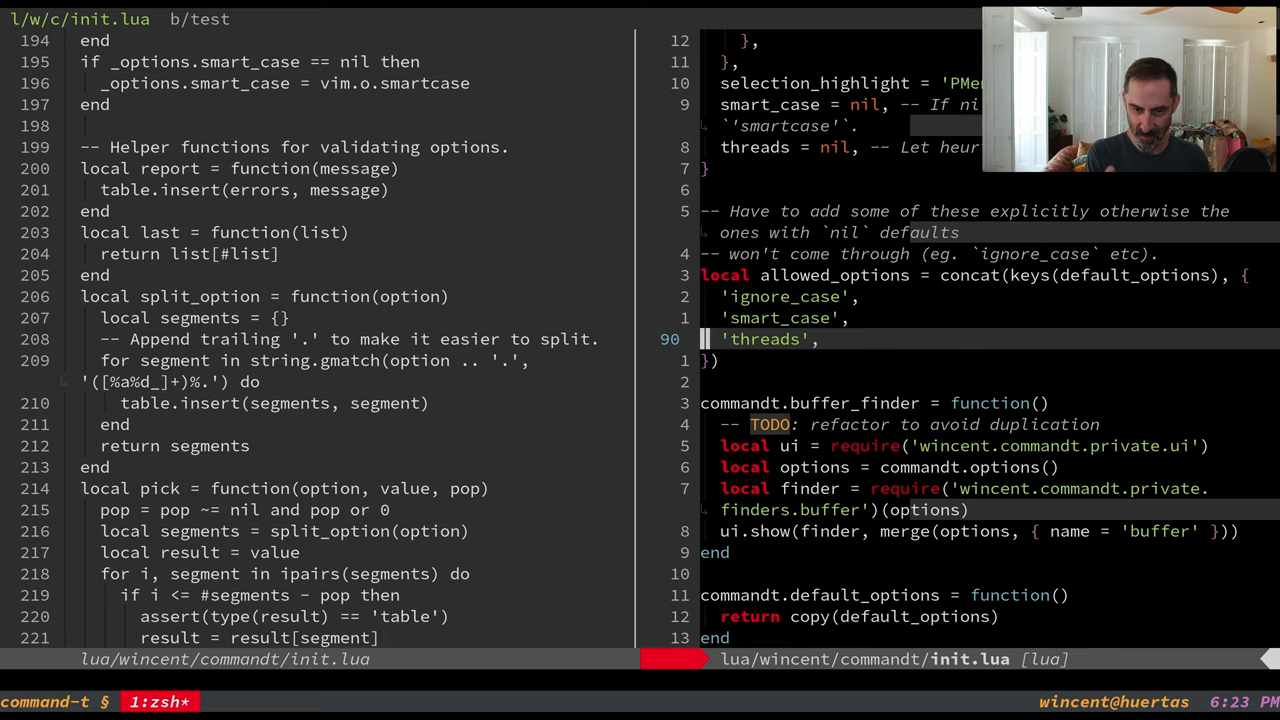 l/w/c/init.lua  b/test
194 end
195 if _options.smart_case == nil then
196 _options.smart_case = vim.o.smartcase
197 end
198
199 -- Helper functions for validating options.
200 local report = function(message)
201 table.insert(errors, message)
202 end
203 local last = function(list)
204 return list[#list]
205 end
206 local split_option = function(option)
207 local segments = {}
208 -- Append trailing '.' to make it easier to split.
209 for segment in string.gmatch(option .. '.',
'([%a%d_]+)%.') do
210 table.insert(segments, segment)
211 end
212 return segments
213 end
214 local pick = function(option, value, pop)
215 pop = pop ~= nil and pop or 0
216 local segments = split_option(option)
217 local result = value
218 for i, segment in ipairs(segments) do
219 if i <= #segments - pop then
220 assert(type(result) == 'table')
221 result = result[segment]
lua/wincent/commandt/init.lua
12 },
11 },
10 selection_highlight = 'PMe
9 smart_case = nil, -- If ni
`'smartcase'`.
8 threads = nil, -- Let heur
7 }
6
5 -- Have to add some of these explicitly otherwise the
ones with `nil` defaults
4 -- won't come through (eg. `ignore_case` etc).
3 local allowed_options = concat(keys(default_options), {
2 'ignore_case',
1 'smart_case',
90 'threads',
1 })
2
3 commandt.buffer_finder = function()
4 -- TODO: refactor to avoid duplication
5 local ui = require('wincent.commandt.private.ui')
6 local options = commandt.options()
7 local finder = require('wincent.commandt.private.
finders.buffer')(options)
8 ui.show(finder, merge(options, { name = 'buffer' }))
9 end
10
11 commandt.default_options = function()
12 return copy(default_options)
13 end
lua/wincent/commandt/init.lua [lua]
command-t § 1:zsh* wincent@huertas 6:23 PM